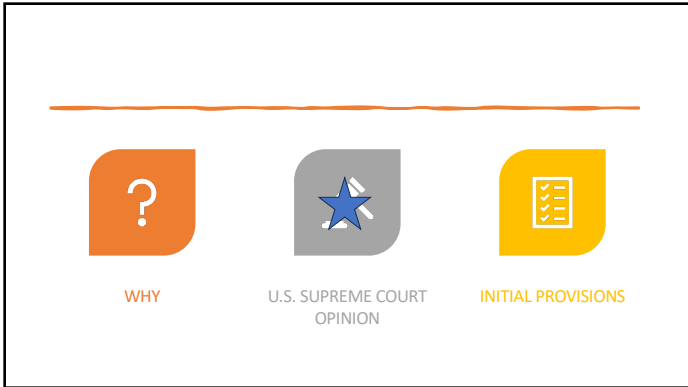 WHY
U.S. SUPREME COURT
OPINION
INITIAL PROVISIONS